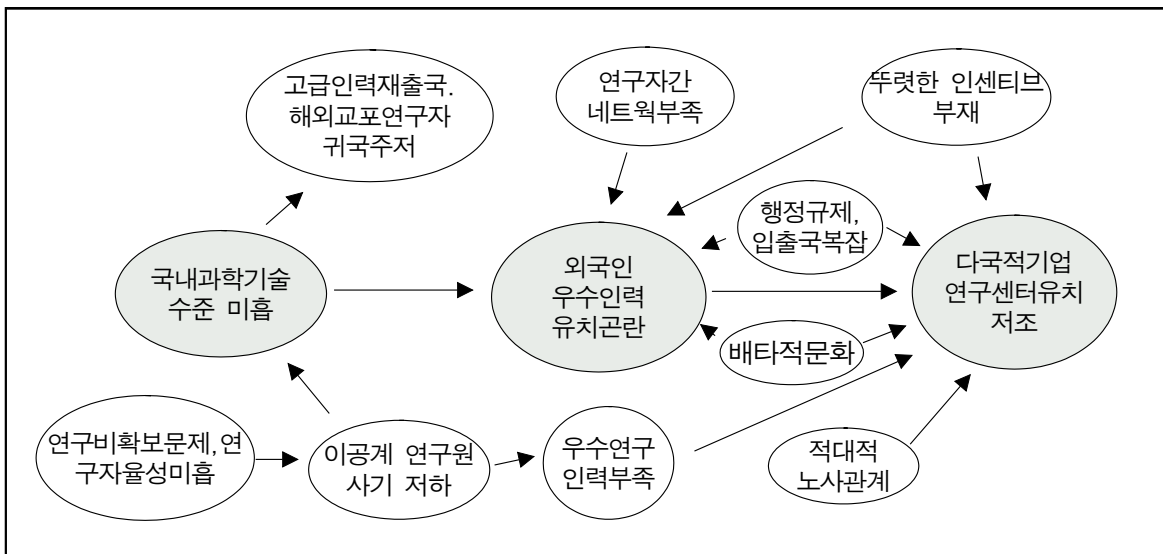 고급인력재출국.
해외교포연구자
귀국주저
연구자간
네트웍부족
뚜렷한 인센티브
부재
행정규제,
입출국복잡
국내과학기술
수준 미흡
외국인
우수인력
유치곤란
다국적기업
연구센터유치
저조
배타적문화
연구비확보문제,연
구자율성미흡
이공계 연구원
사기 저하
우수연구
인력부족
적대적
노사관계